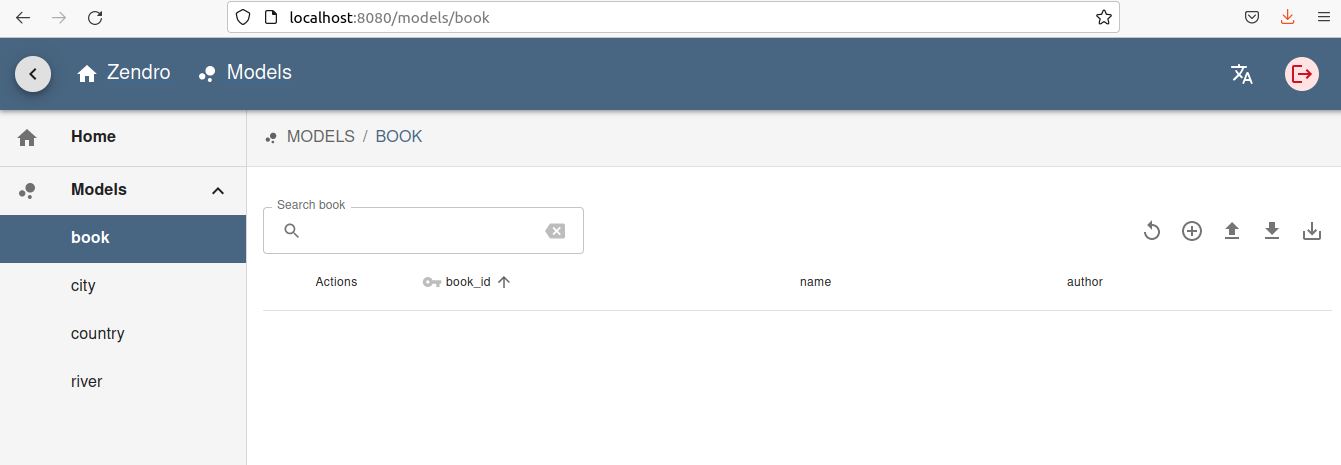 localhost:8080/models/book
Zendro Models
Home
MODELS / BOOK
Models
book
city
country
river
Search book
Actions book_id name author